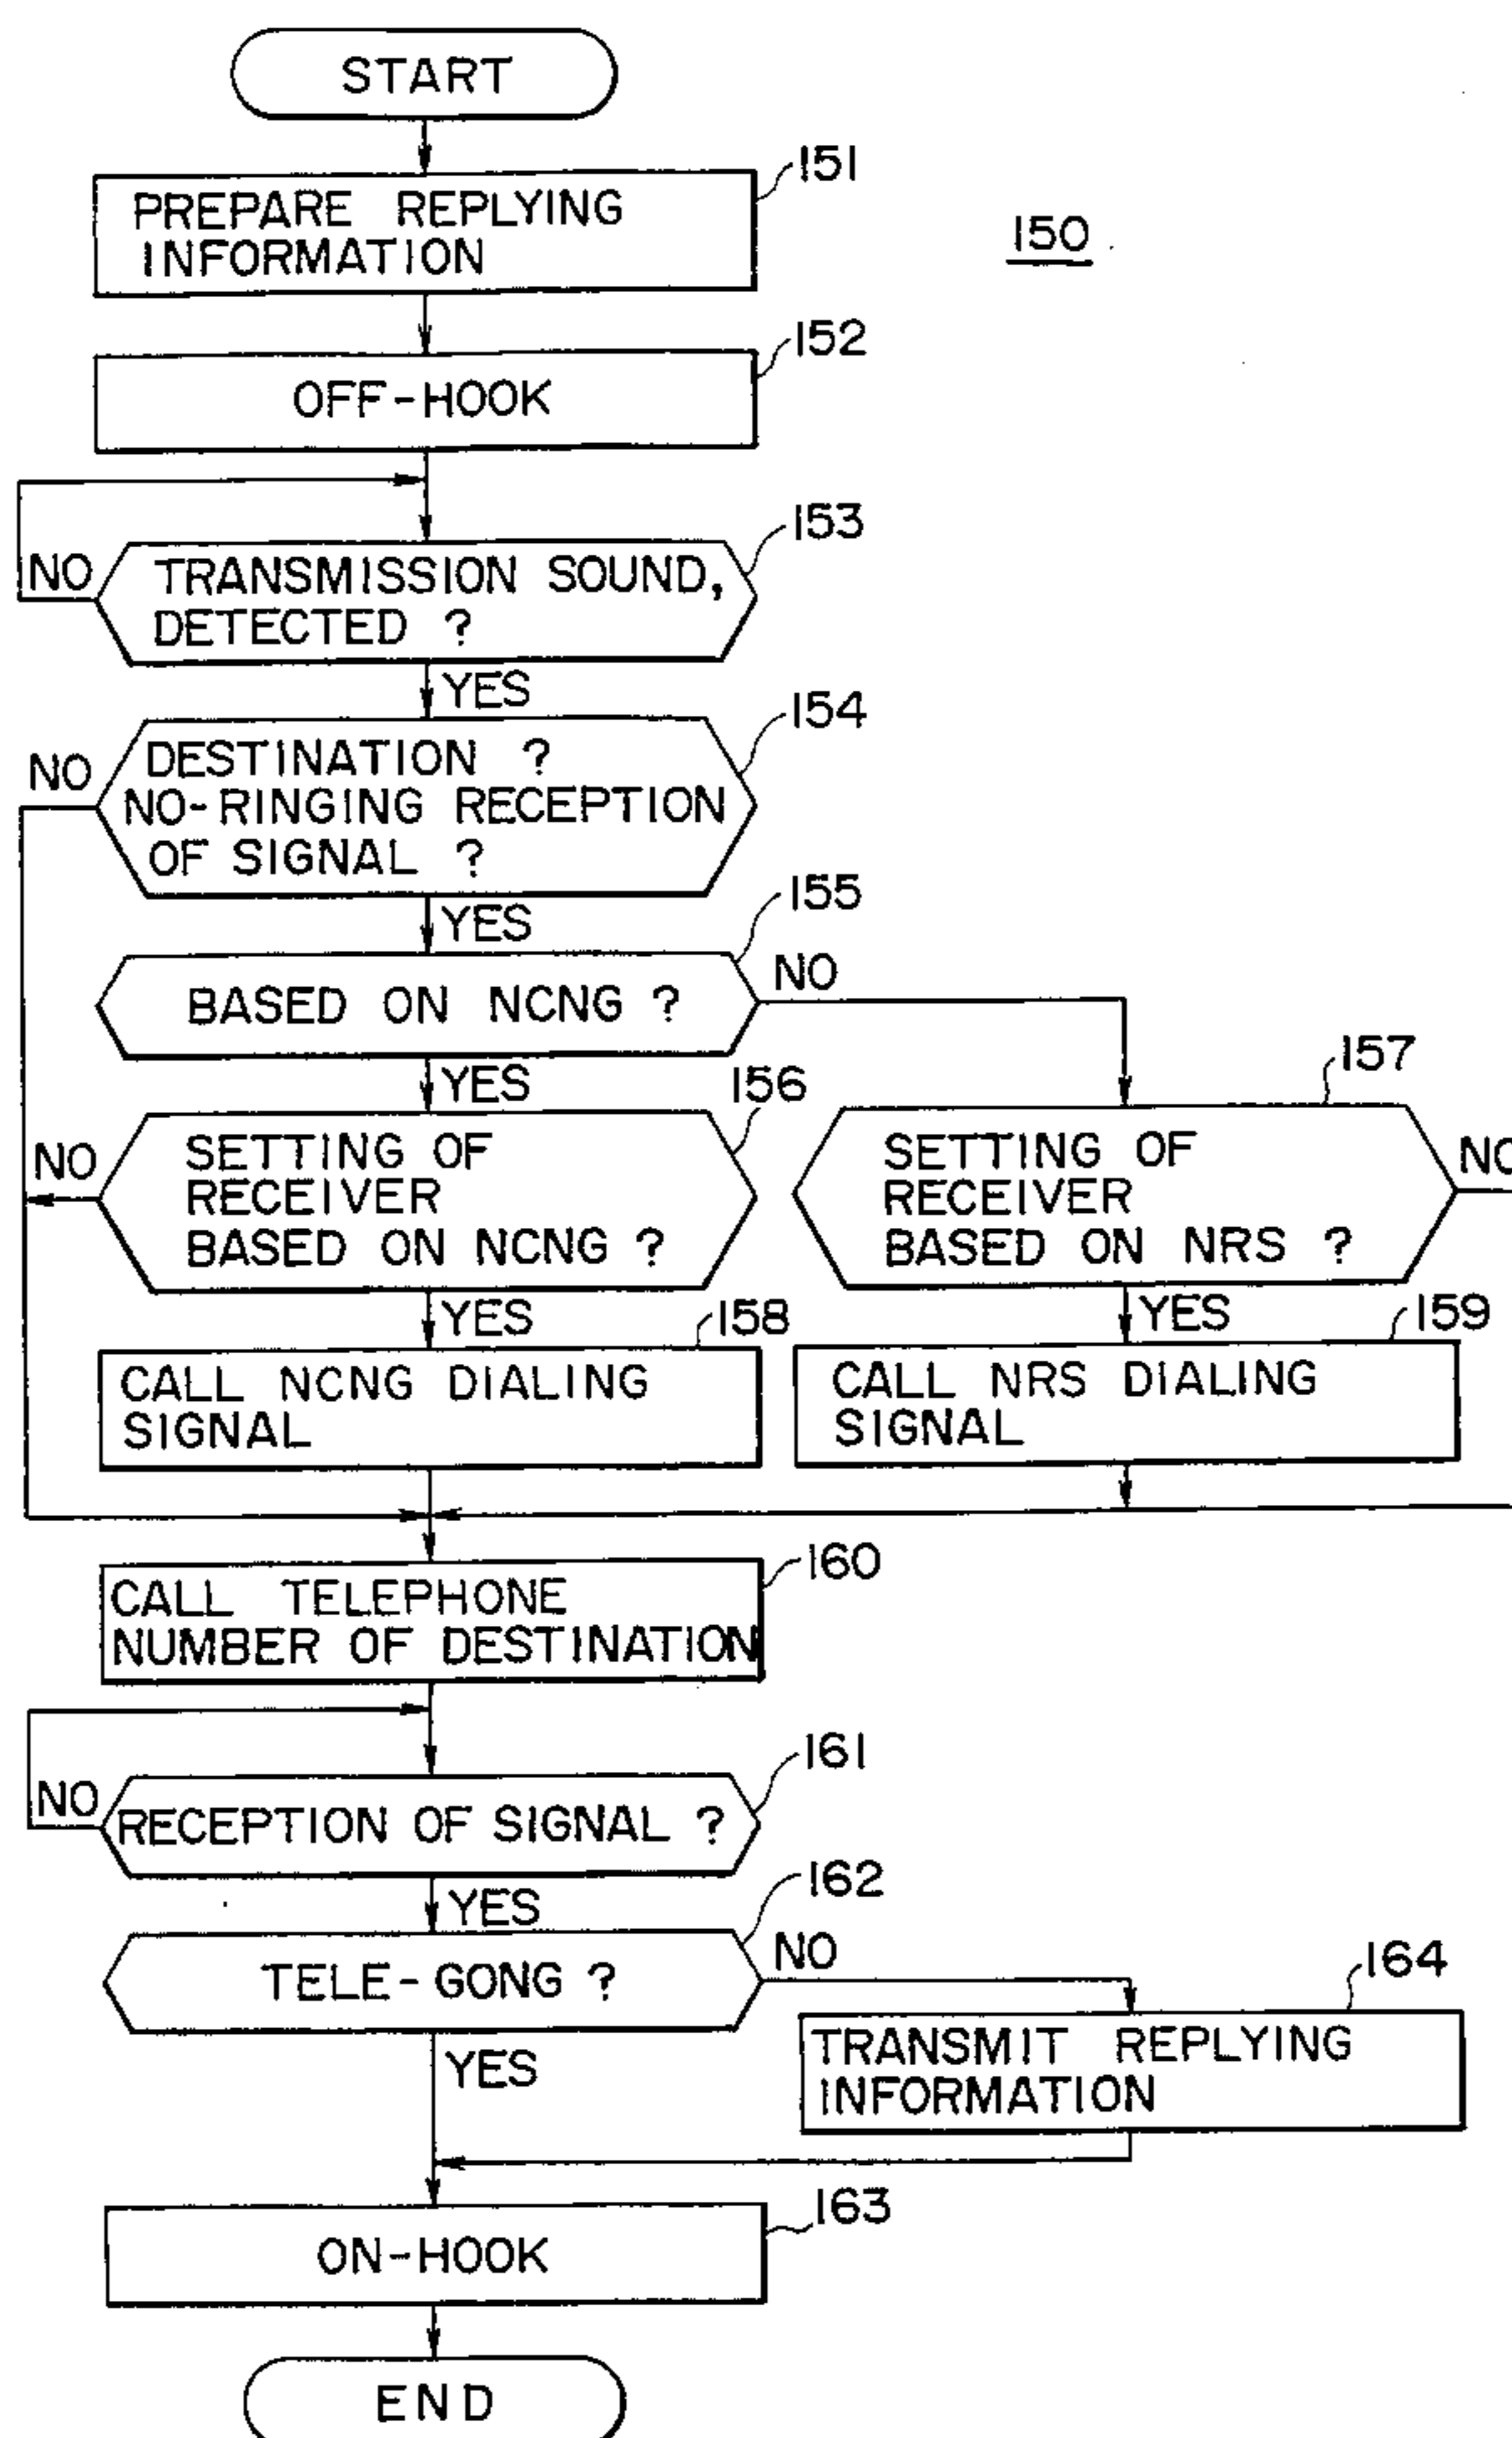 START
151
PREPARE REPLYING
INFORMATION
150
152
OFF-HOOK
153
NO
TRANSMISSION SOUND,
DETECTED ?
YES
154
NO
DESTINATION ?
NO-RINGING RECEPTION
OF SIGNAL ?
YES
155
NO
BASED ON NCNG ?
YES
156
157
NO
SETTING OF
RECEIVER
BASED ON NCNG ?
SETTING OF
RECEIVER
BASED ON NRS ?
NO
YES
158
YES
159
CALL NCNG DIALING
SIGNAL
CALL NRS DIALING
SIGNAL
160
CALL TELEPHONE
NUMBER OF DESTINATION
161
NO
RECEPTION OF SIGNAL ?
YES
162
NO
TELE-GONG ?
164
YES
TRANSMIT REPLYING
INFORMATION
163
ON-HOOK
END